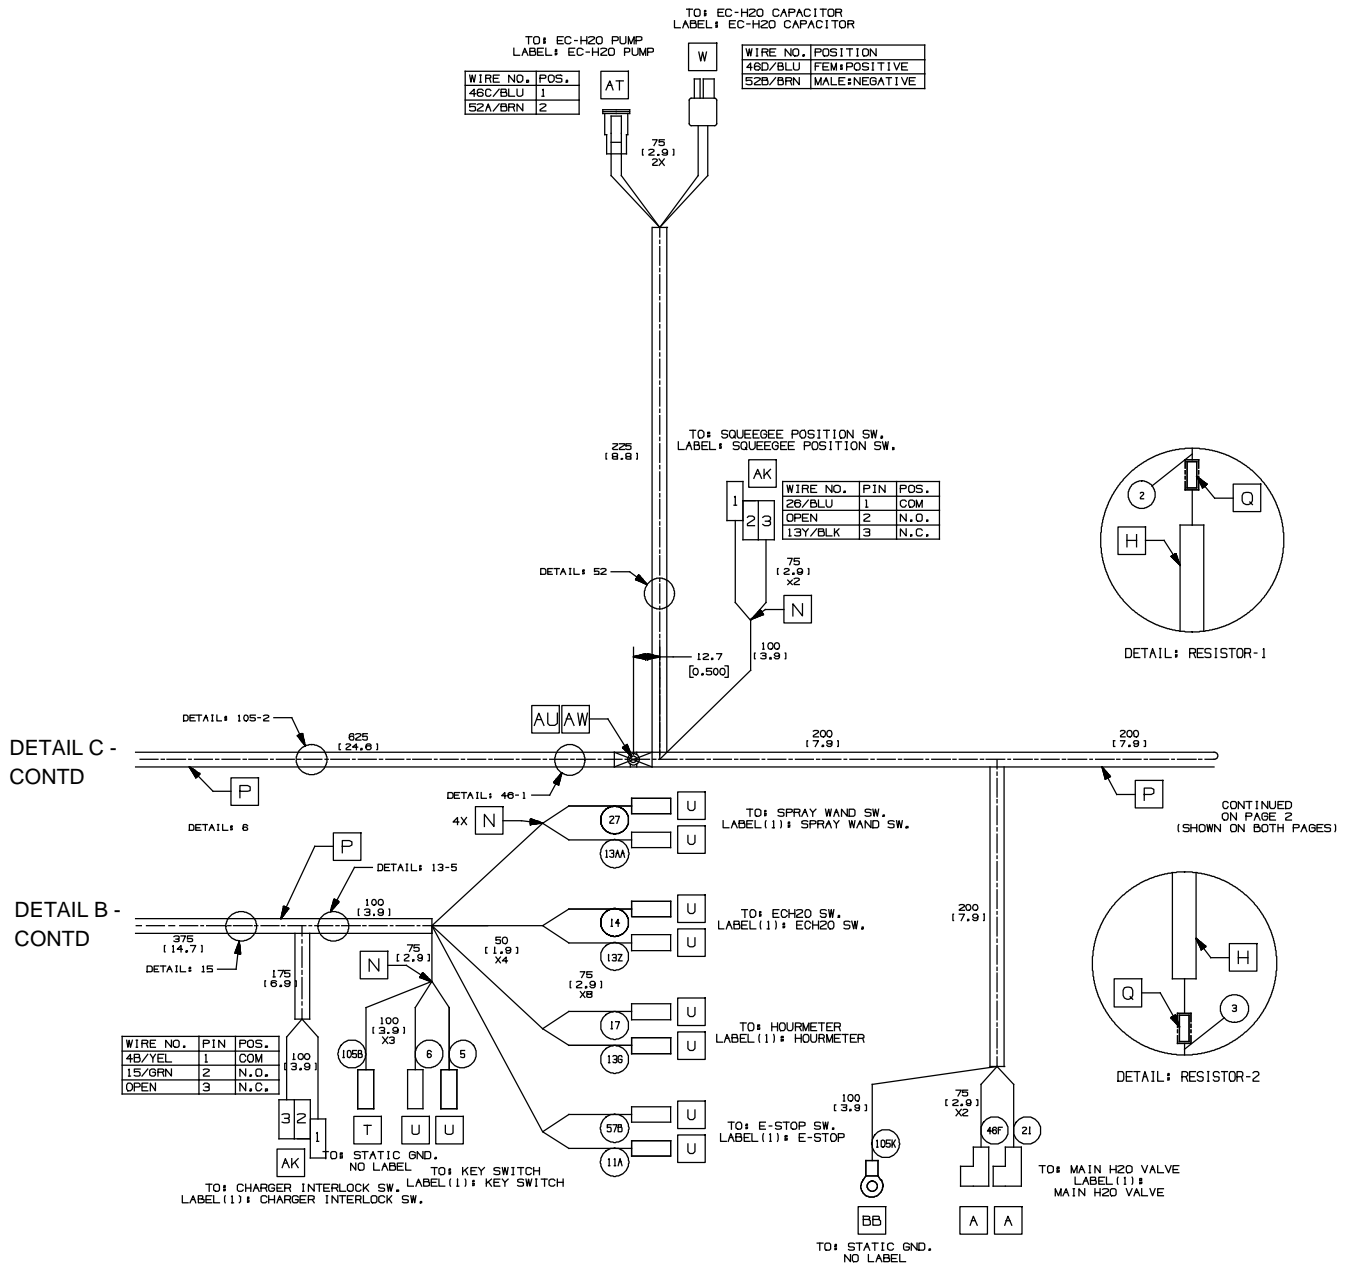 TO: EC-H2O CAPACITOR
LABEL: EC-H2O CAPACITOR
TO: EC-H2O PUMP
LABEL: EC-H2O PUMP
W
WIRE NO. POSITION
46D/BLU FEM:POSITIVE
52B/BRN MALE:NEGATIVE
WIRE NO. POS.
46C/BLU 1
52A/BRN 2
AT
75
[2.9]
2X
225
[8.8]
TO: SQUEEGEE POSITION SW.
LABEL: SQUEEGEE POSITION SW.
AK
1
2 3
WIRE NO. PIN POS.
26/BLU 1 COM
OPEN 2 N.O.
13Y/BLK 3 N.C.
75
[2.9]
X2
N
100
[3.9]
DETAIL: 52
12.7
[0.500]
2
Q
H
DETAIL: RESISTOR-1
DETAIL: 105-2
625
[24.6]
AU AW
200
[7.9]
200
[7.9]
DETAIL C -
CONTD
P
DETAIL: 6
DETAIL: 46-1
P
CONTINUED
ON PAGE 2
(SHOWN ON BOTH PAGES)
4X N
27
U
13AA
U
TO: SPRAY WAND SW.
LABEL(1): SPRAY WAND SW.
P
DETAIL: 13-5
100
[3.9]
DETAIL B -
CONTD
375
[14.7]
DETAIL: 15
175
[6.9]
14
U
13Z
U
TO: ECH2O SW.
LABEL(1): ECH2O SW.
50
[1.9]
X4
75
[2.9]
X8
75
[2.9]
N
100
[3.9]
X3
17
U
13G
U
TO: HOURMETER
LABEL(1): HOURMETER
200
[7.9]
H
Q
3
DETAIL: RESISTOR-2
WIRE NO. PIN POS.
4B/YEL 1 COM
15/GRN 2 N.O.
OPEN 3 N.C.
100
[3.9]
3 2
1
AK
TO: CHARGER INTERLOCK SW.
LABEL(1): CHARGER INTERLOCK SW.
105B
6
5
T
U
U
TO: STATIC GND.
NO LABEL
TO: KEY SWITCH
LABEL(1): KEY SWITCH
57B
U
11A
U
TO: E-STOP SW.
LABEL(1): E-STOP
100
[3.9]
75
[2.9]
X2
105K
46F
21
BB
A
A
TO: MAIN H2O VALVE
LABEL(1):
MAIN H2O VALVE
TO: STATIC GND.
NO LABEL